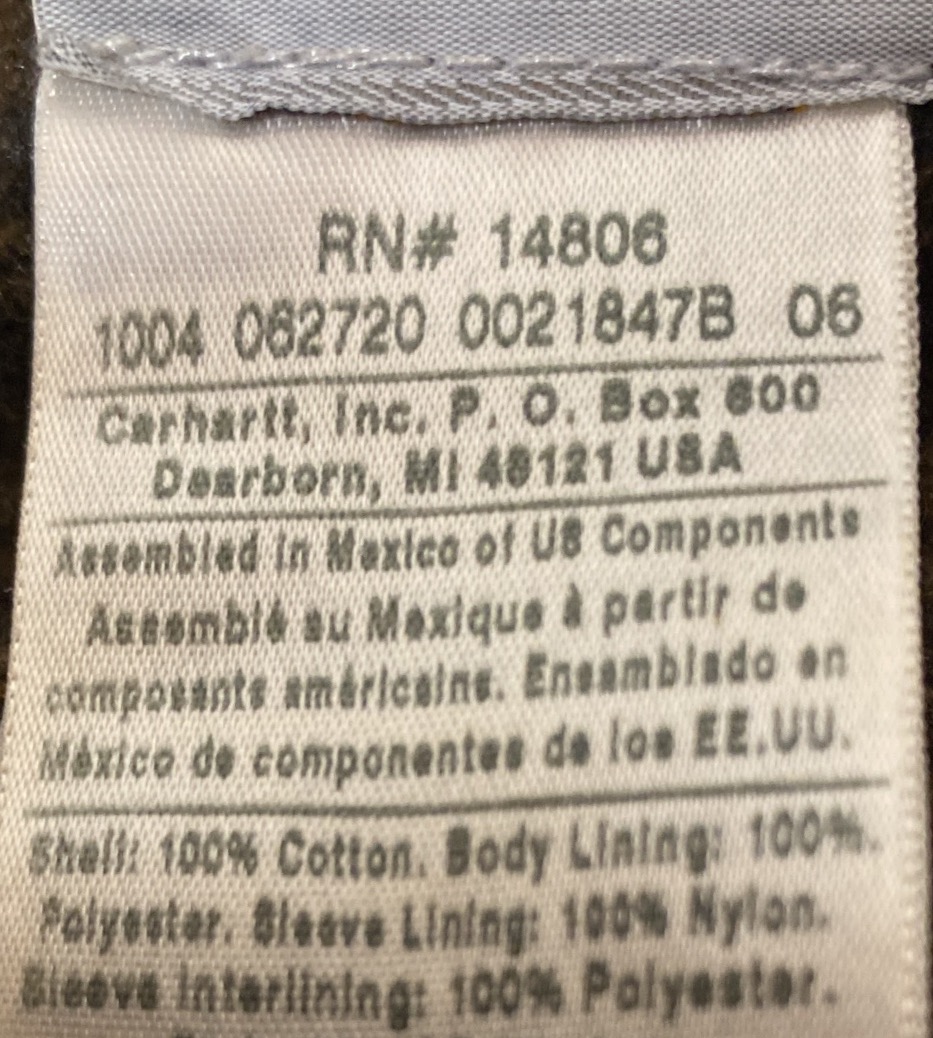 RN# 14806
1004 062720 0021847B 06
Carhartt, Inc. P. O. Box 600
Dearborn, MI 48121 USA
Assembled in Mexico of US Components
Assemblé au Mexique à partir de
composants américains. Ensamblado en
México de componentes de los EE.UU.
Shell: 100% Cotton. Body Lining: 100%.
Polyester. Sleeve Lining: 100% Nylon.
Sleeve Interlining: 100% Polyester.